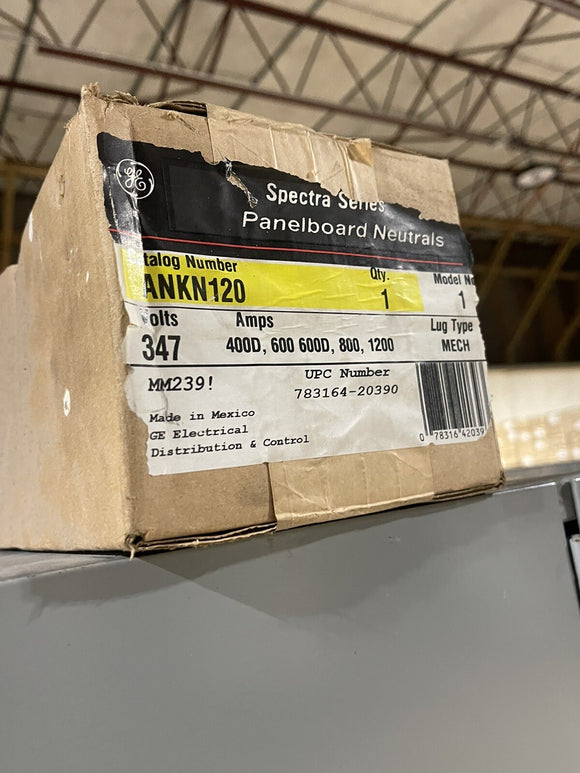 GE
Spectra Series
Panelboard Neutrals
talog Number Qty. Model No
ANKN120 1 1
olts Amps Lug Type
347 400D, 600 600D, 800, 1200 MECH
MM239! UPC Number
783164-20390
Made in Mexico
GE Electrical
Distribution & Control
0 78316 42039